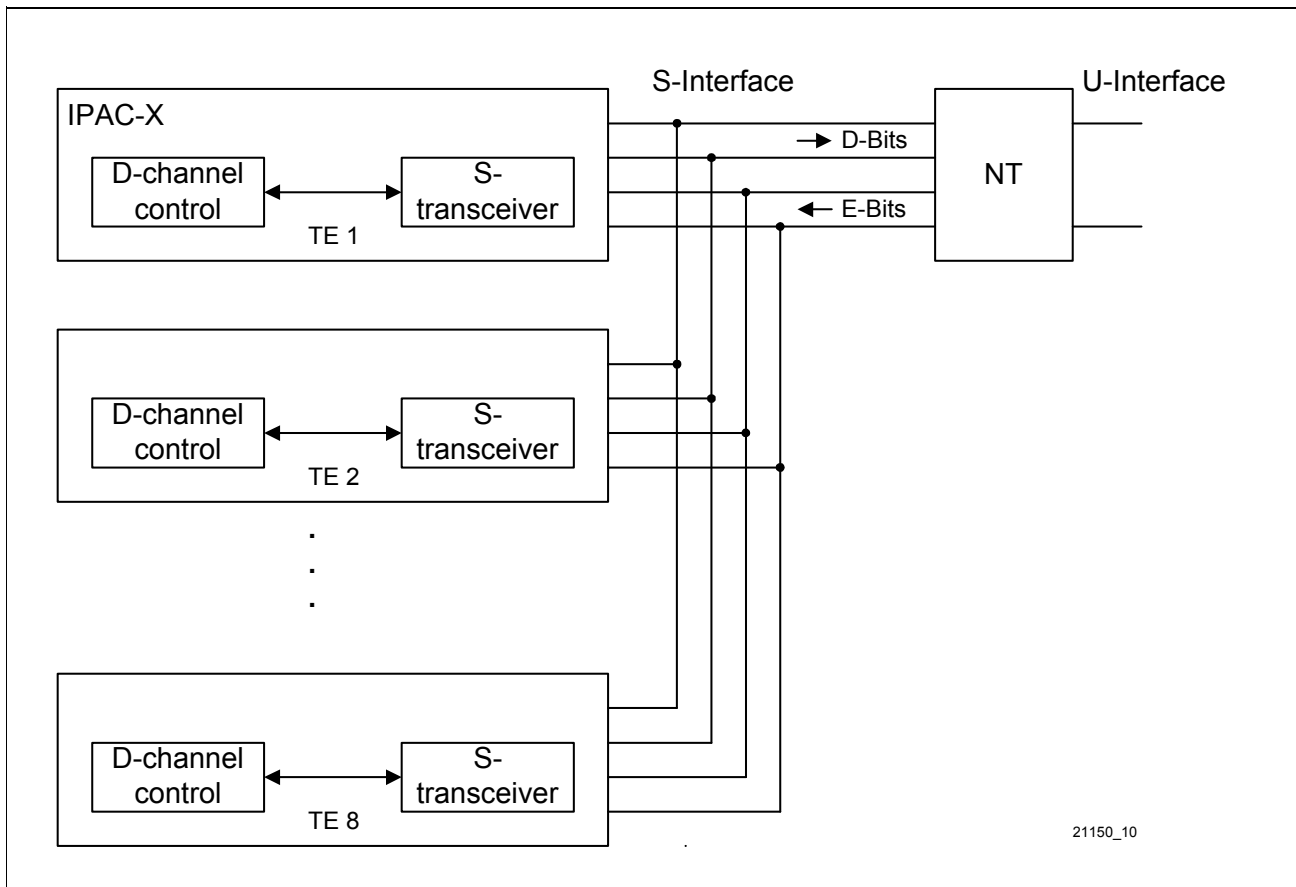 S-Interface
U-Interface
IPAC-X
D-channel
control
S-
transceiver
TE 1
D-Bits
E-Bits
NT
D-channel
control
S-
transceiver
TE 2
.
.
.
D-channel
control
S-
transceiver
TE 8
.
21150_10